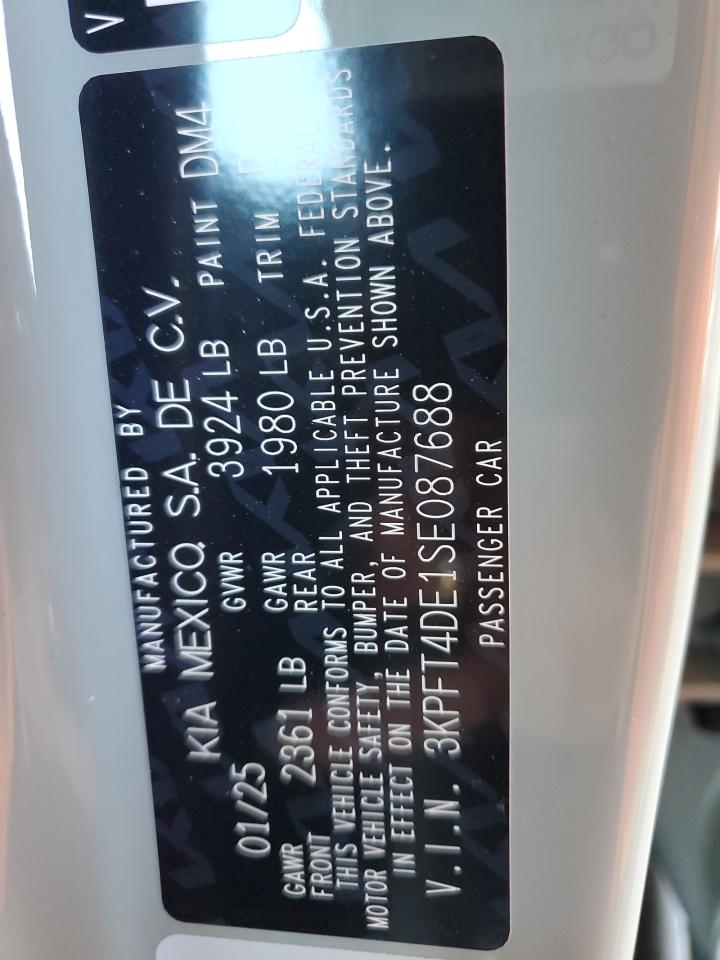 MANUFACTURED BY
KIA MEXICO, S.A. DE C.V.
01/25 GVWR 3924 LB PAINT DM4
GAWR FRONT 2361 LB GAWR REAR 1980 LB TRIM
THIS VEHICLE CONFORMS TO ALL APPLICABLE U.S.A. FEDERAL
MOTOR VEHICLE SAFETY, BUMPER, AND THEFT PREVENTION STANDARDS
IN EFFECT ON THE DATE OF MANUFACTURE SHOWN ABOVE.
V.I.N. 3KPFT4DE1SE087688
PASSENGER CAR